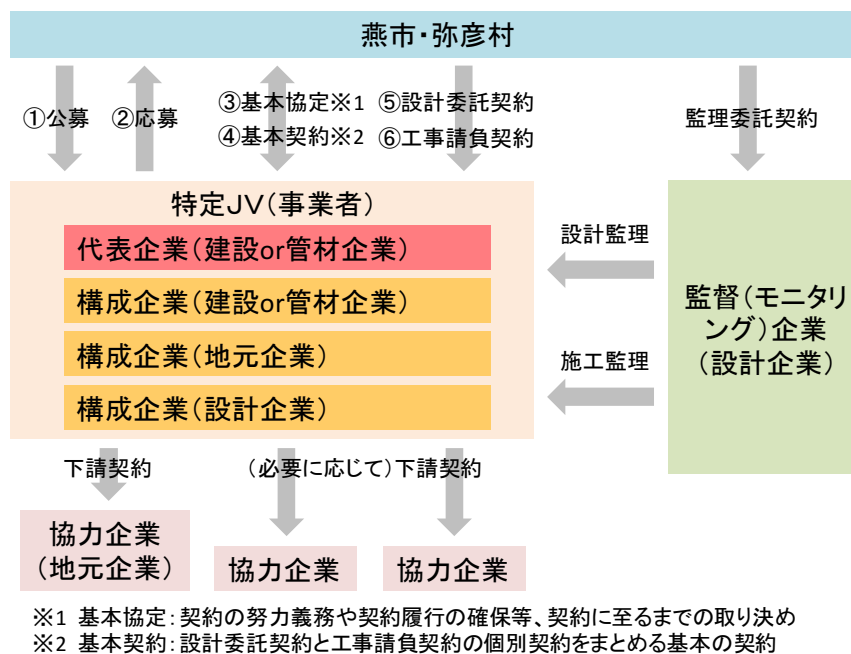 燕市・弥彦村
①公募
②応募
③基本協定※1
④基本契約※2
⑤設計委託契約
⑥工事請負契約
監理委託契約
特定JV(事業者)
代表企業(建設or管材企業)
構成企業(建設or管材企業)
構成企業(地元企業)
構成企業(設計企業)
設計監理
施工監理
監督(モニタリ
ング)企業
(設計企業)
下請契約
(必要に応じて)下請契約
協力企業
(地元企業)
協力企業
協力企業
※1 基本協定:契約の努力義務や契約履行の確保等、契約に至るまでの取り決め
※2 基本契約:設計委託契約と工事請負契約の個別契約をまとめる基本の契約